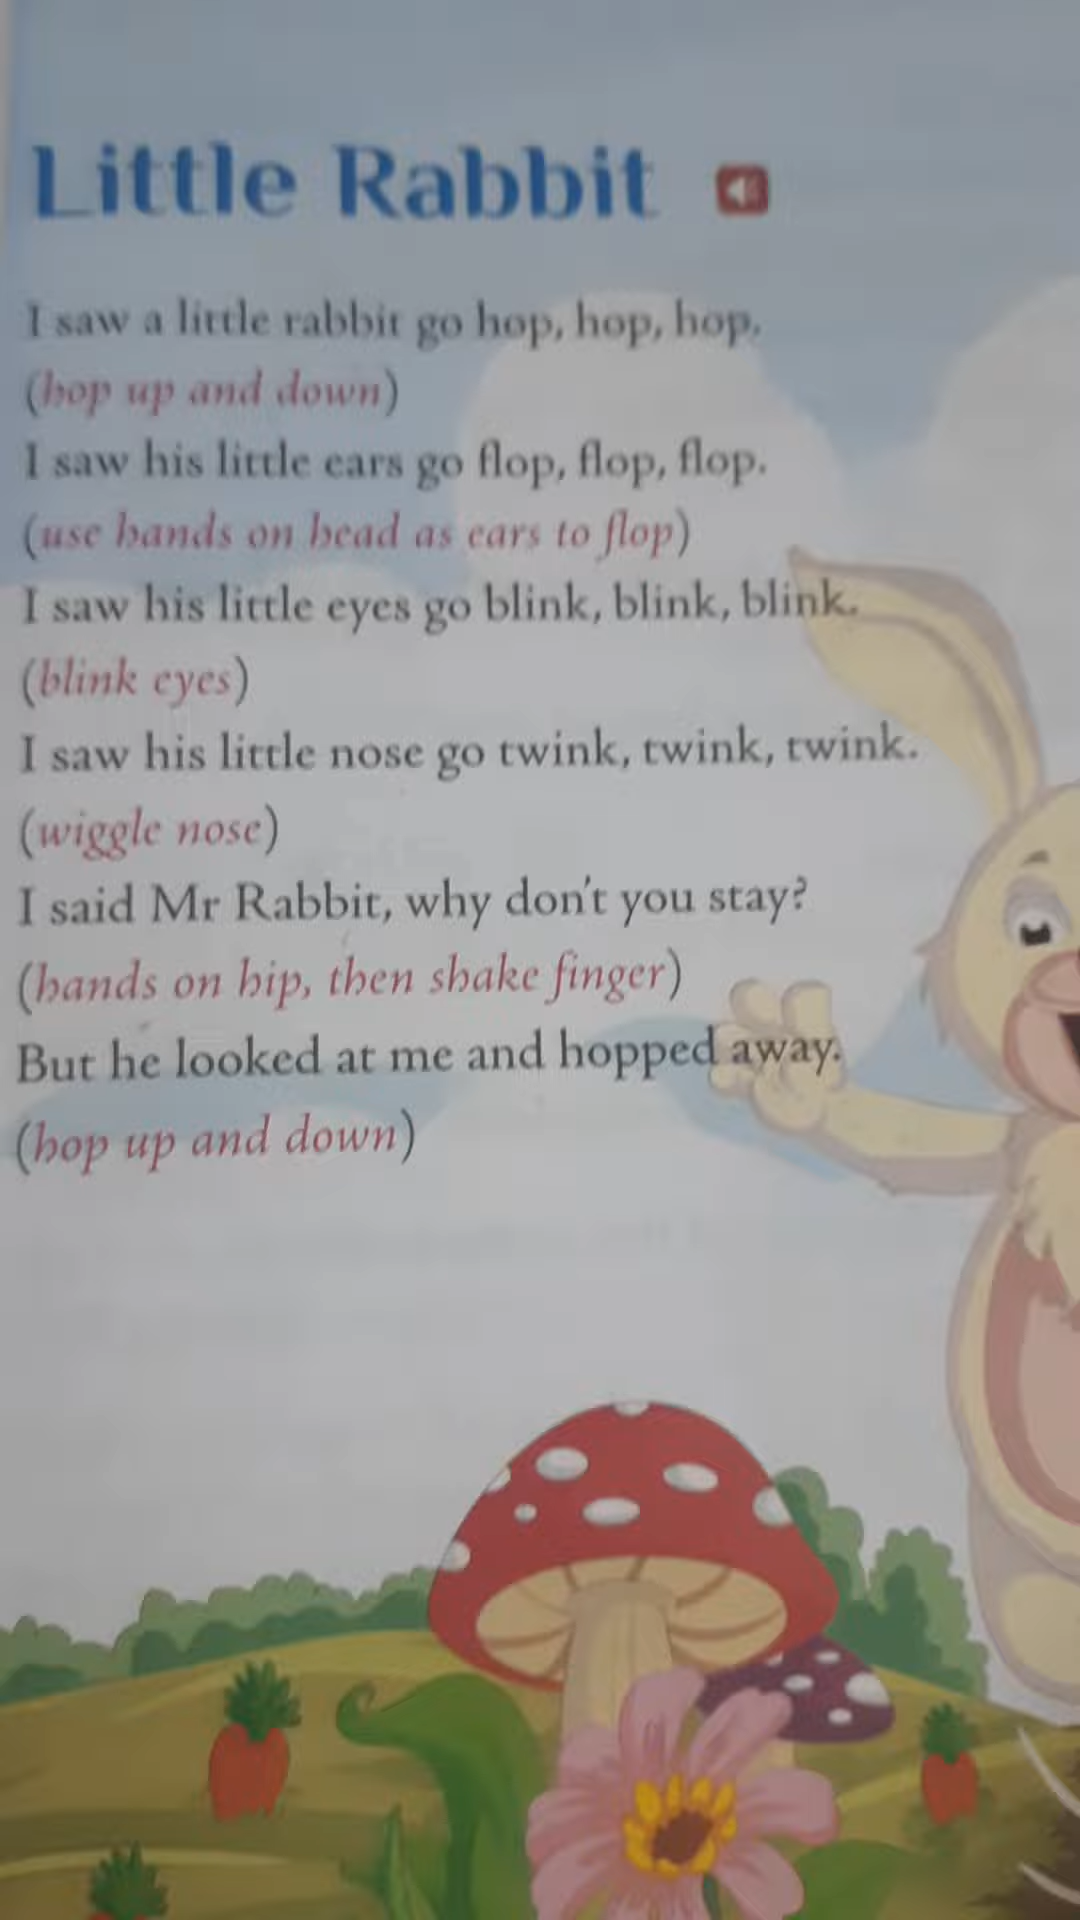 Little Rabbit
I saw a little rabbit go hop, hop, hop.
(hop up and down)
I saw his little ears go flop, flop, flop.
(use hands on head as ears to flop)
I saw his little eyes go blink, blink, blink.
(blink eyes)
I saw his little nose go twink, twink, twink.
(wiggle nose)
I said Mr Rabbit, why don't you stay?
(hands on hip, then shake finger)
But he looked at me and hopped away.
(hop up and down)